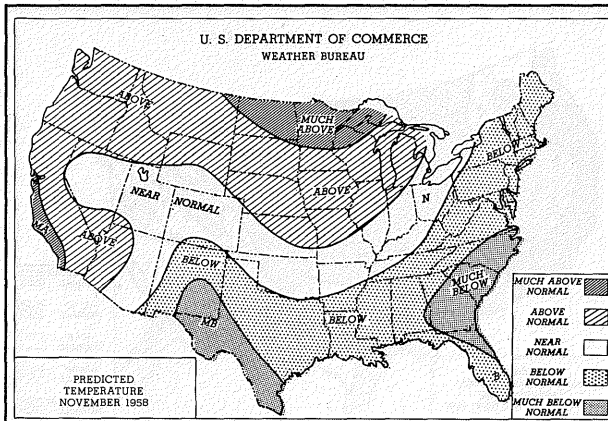 U. S. DEPARTMENT OF COMMERCE
WEATHER BUREAU
ABOVE
MUCH
ABOVE
BELOW
NEAR NORMAL
ABOVE
N
MA
ABOVE
BELOW
MUCH
BELOW
MB
BELOW
B
MUCH ABOVE
NORMAL
ABOVE
NORMAL
NEAR
NORMAL
BELOW
NORMAL
MUCH BELOW
NORMAL
PREDICTED
TEMPERATURE
NOVEMBER 1958